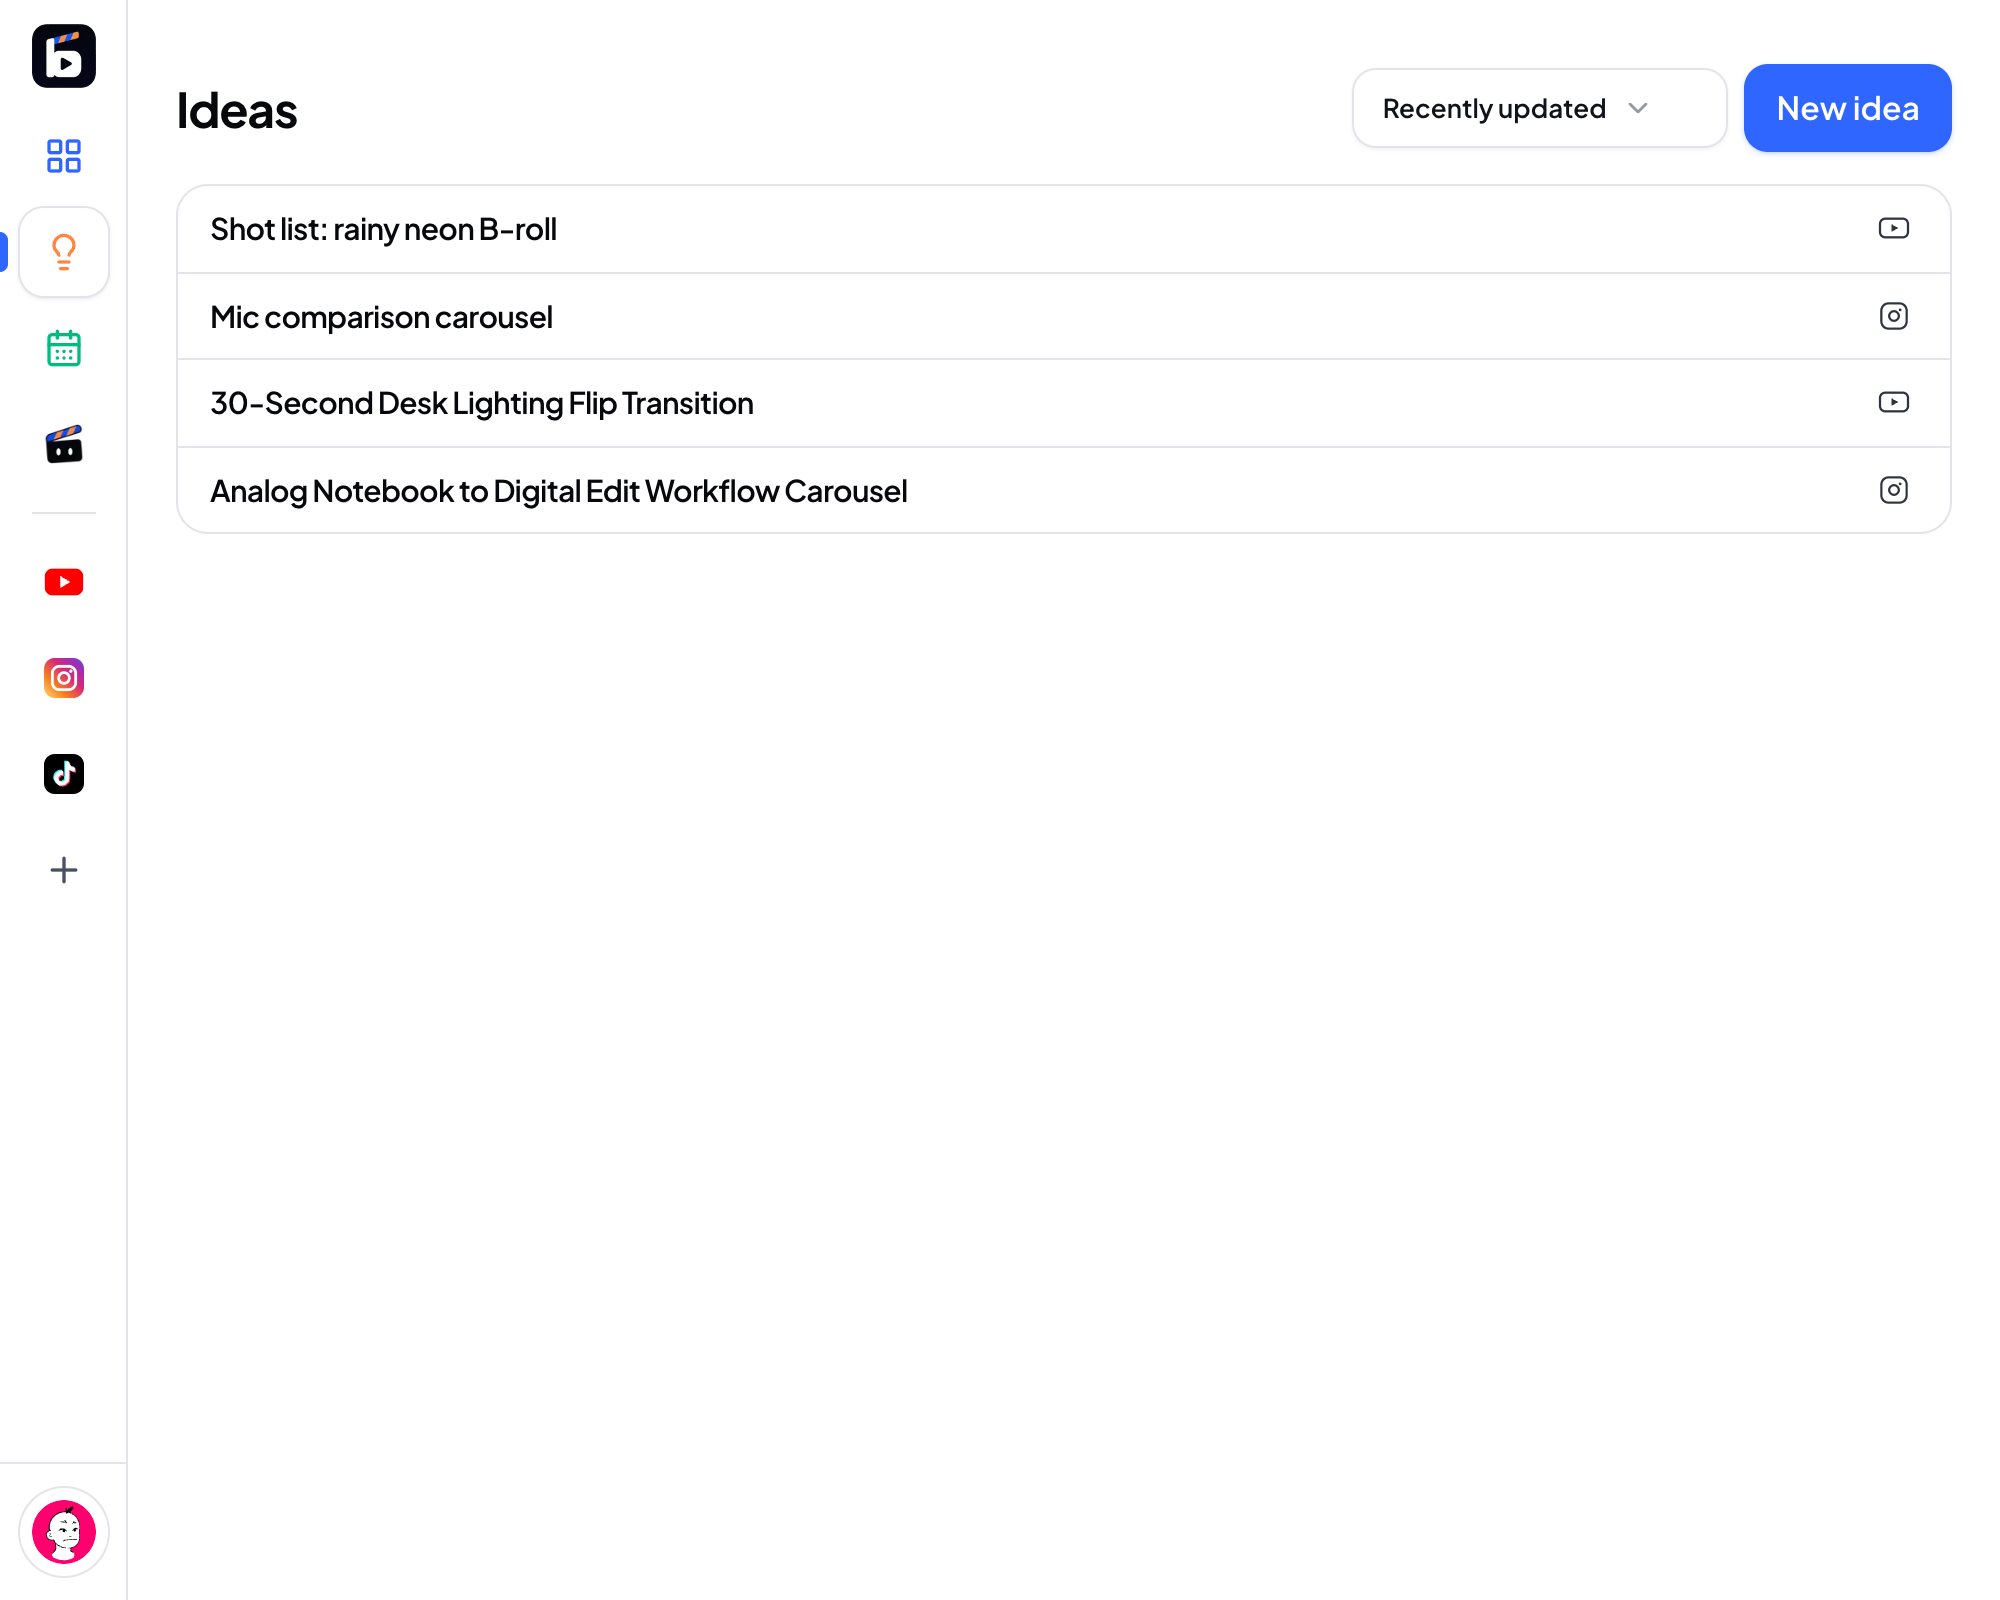 Ideas
Recently updated
New idea
Shot list: rainy neon B-roll
Mic comparison carousel
30-Second Desk Lighting Flip Transition
Analog Notebook to Digital Edit Workflow Carousel